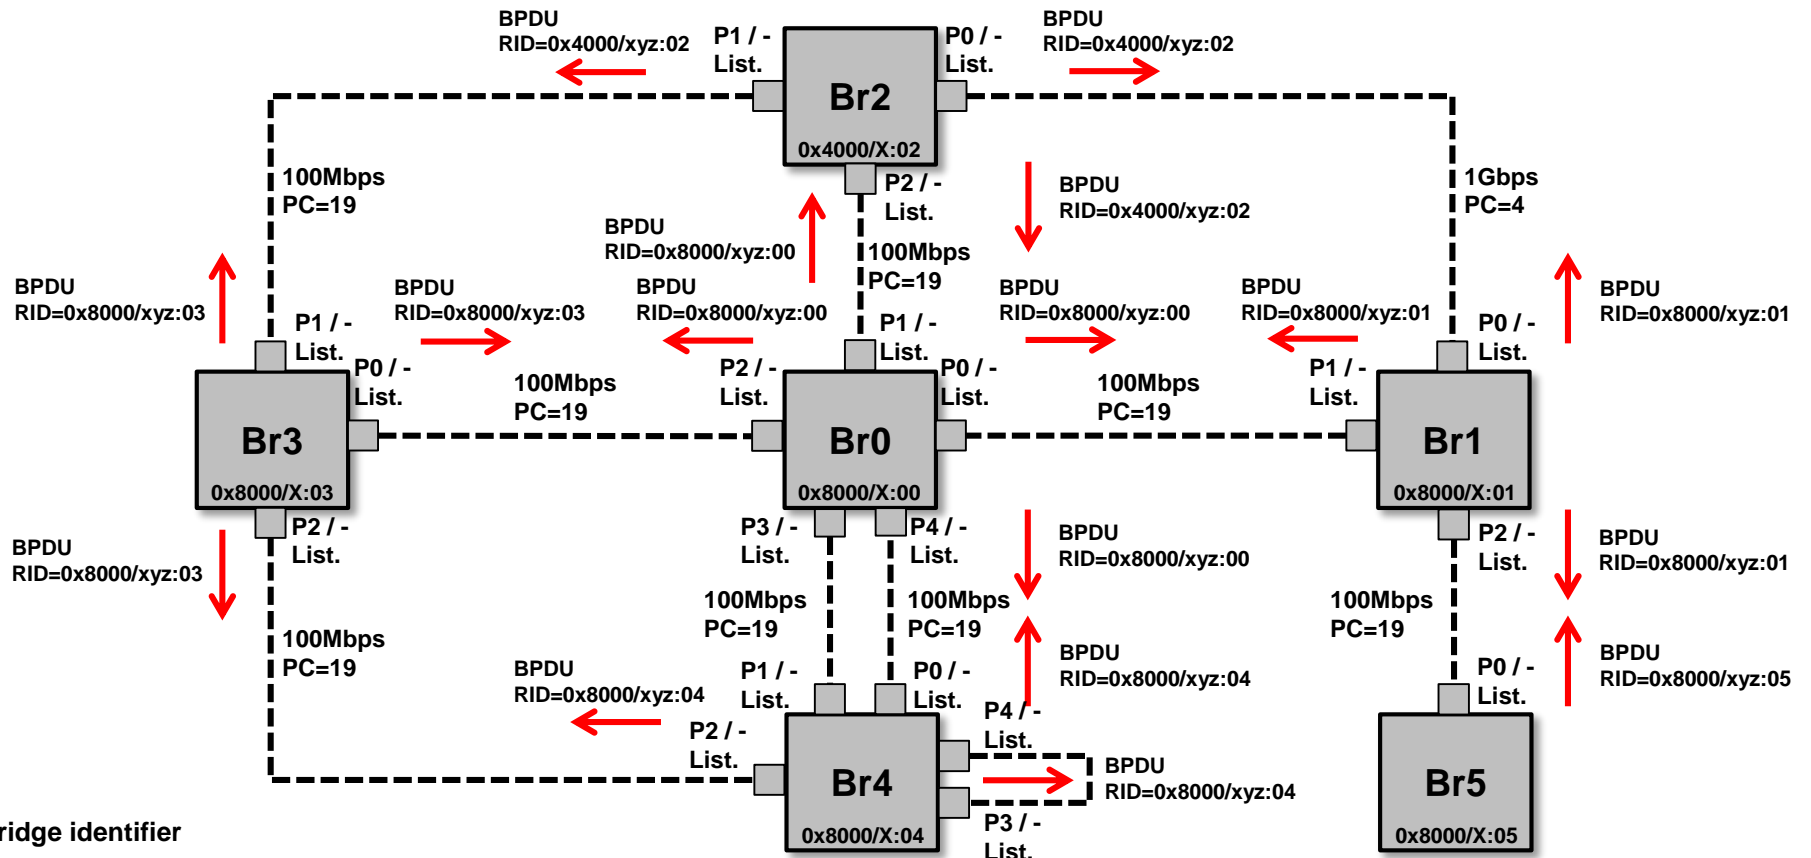 BPDU
RID=0x4000/xyz:02
P1 / -
List.
Br2
0x4000/X:02
P0 / -
List.
BPDU
RID=0x4000/xyz:02
100Mbps
PC=19
P2 / -
List.
BPDU
RID=0x4000/xyz:02
1Gbps
PC=4
BPDU
RID=0x8000/xyz:00
100Mbps
PC=19
BPDU
RID=0x8000/xyz:03
BPDU
RID=0x8000/xyz:03
BPDU
RID=0x8000/xyz:00
BPDU
RID=0x8000/xyz:00
BPDU
RID=0x8000/xyz:01
BPDU
RID=0x8000/xyz:01
P1 / -
List.
P0 / -
List.
100Mbps
PC=19
P2 / -
List.
P1 / -
List.
P0 / -
List.
100Mbps
PC=19
P1 / -
List.
P0 / -
List.
Br3
0x8000/X:03
Br0
0x8000/X:00
Br1
0x8000/X:01
BPDU
RID=0x8000/xyz:03
P2 / -
List.
P3 / -
List.
P4 / -
List.
BPDU
RID=0x8000/xyz:00
P2 / -
List.
BPDU
RID=0x8000/xyz:01
100Mbps
PC=19
100Mbps
PC=19
100Mbps
PC=19
100Mbps
PC=19
BPDU
RID=0x8000/xyz:04
P1 / -
List.
P0 / -
List.
BPDU
RID=0x8000/xyz:04
P0 / -
List.
BPDU
RID=0x8000/xyz:05
P2 / -
List.
P4 / -
List.
Br4
0x8000/X:04
BPDU
RID=0x8000/xyz:04
P3 / -
List.
Br5
0x8000/X:05
ridge identifier